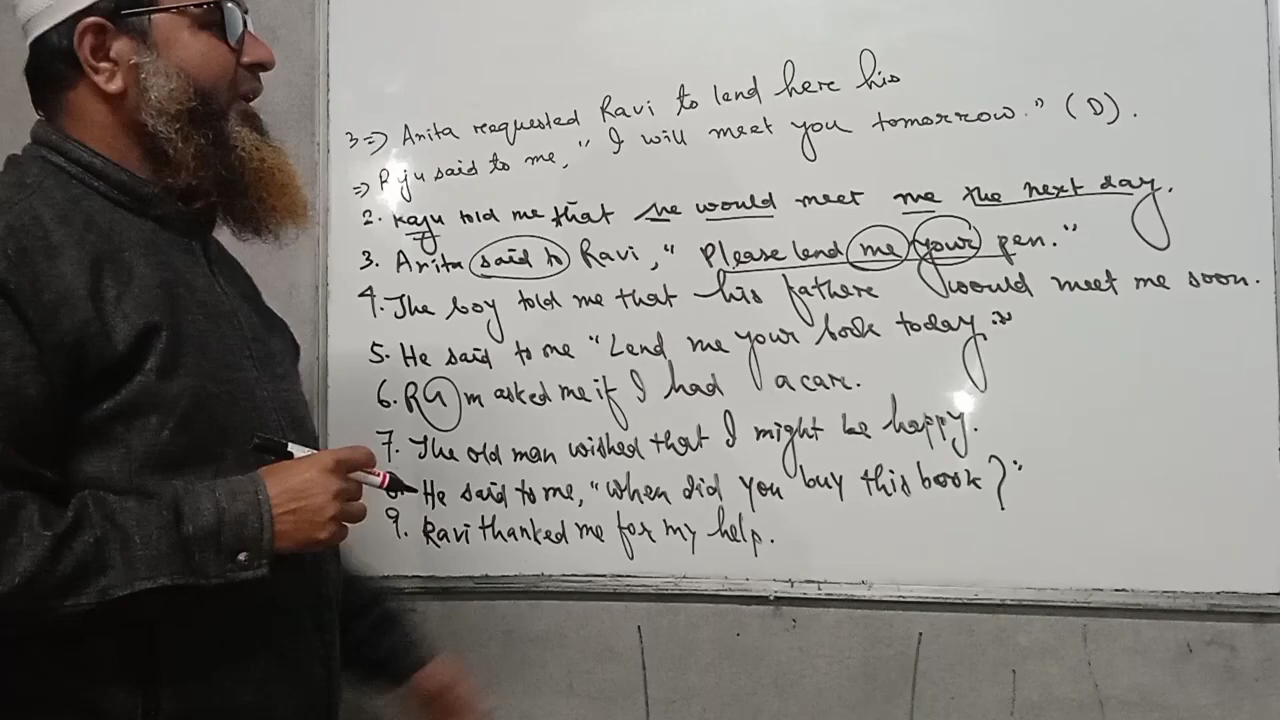 3 ⇒ Anita requested Ravi to lend here his
⇒ Raju said to me, "I will meet you tomorrow." (D).
2. Raju told me that he would meet me the next day.
3. Anita said to Ravi, "Please lend me your pen."
4. The boy told me that his fathere would meet me soon.
5. He said to me "Lend me your book today."
6. Ram asked me if I had a care.
7. The old man wished that I might be happy.
8. He said to me, "When did you buy this book?"
9. Ravi thanked me for my help.